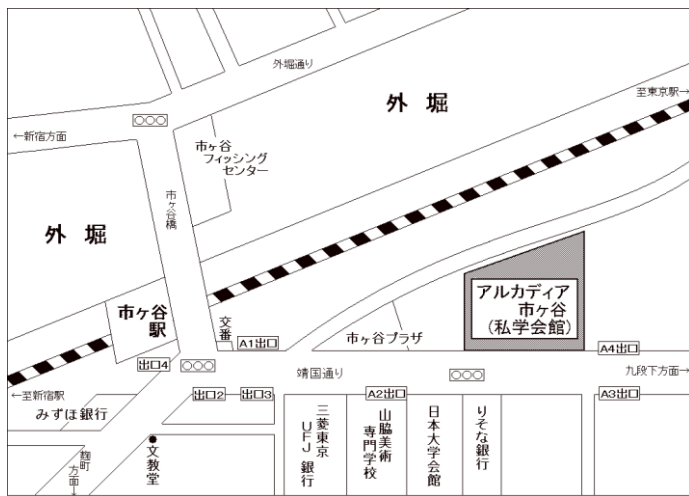 外堀通り
外 堀
至東京駅→
←新宿方面
市ヶ谷
フィッシング
センター
市ヶ谷橋
外 堀
市ヶ谷
駅
交番
A1出口
市ヶ谷プラザ
アルカディア
市ヶ谷
(私学会館)
A4出口
出口4
靖国通り
九段下方面→
←至新宿駅
みずほ銀行
出口2
出口3
A2出口
A3出口
麹町
方面→
文教堂
三菱東京
UFJ銀行
山脇美術
専門学校
日本大学会館
りそな銀行